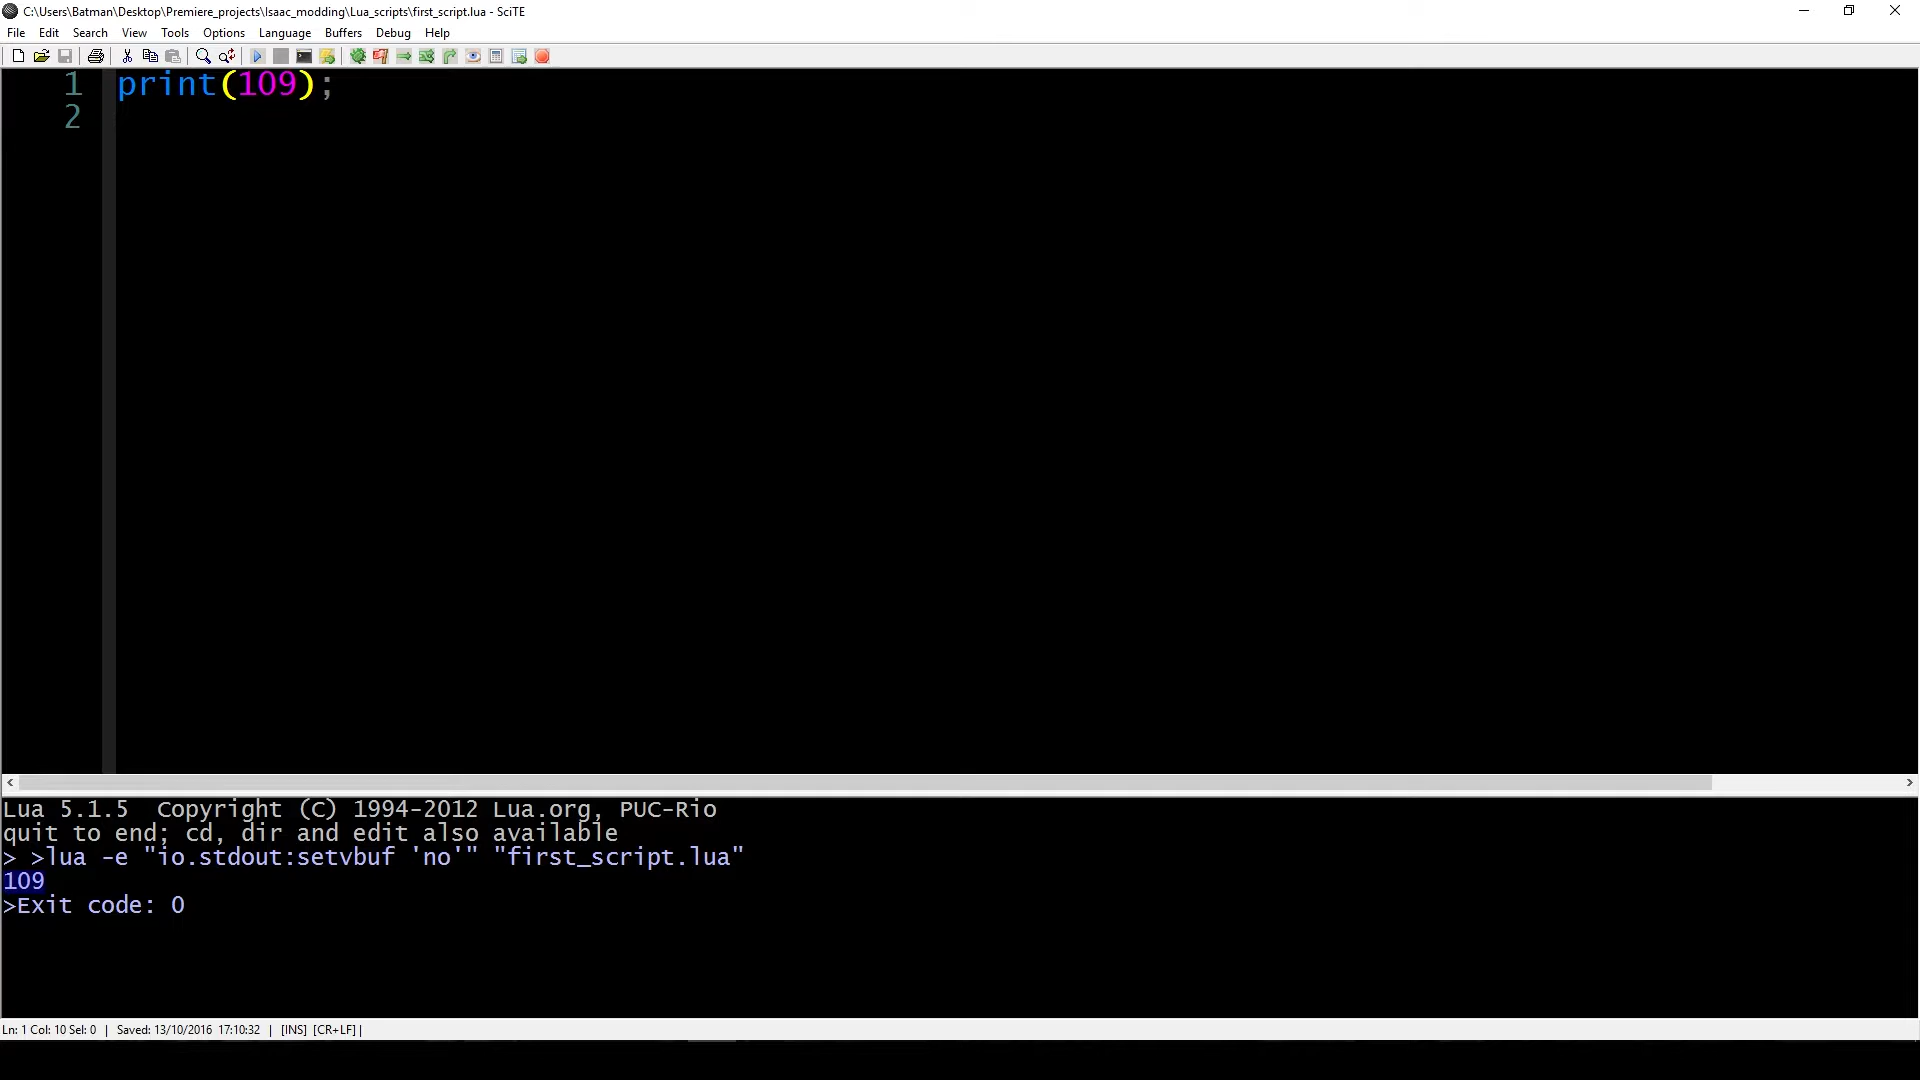 C:\Users\Batman\Desktop\Premiere_projects\Isaac_modding\Lua_scripts\first_script.lua - SciTE
File Edit Search View Tools Options Language Buffers Debug Help
1 print(109);
2
Lua 5.1.5  Copyright (C) 1994-2012 Lua.org, PUC-Rio
quit to end; cd, dir and edit also available
> >lua -e "io.stdout:setvbuf 'no'" "first_script.lua"
109
>Exit code: 0
Ln: 1 Col: 10 Sel: 0 | Saved: 13/10/2016 17:10:32 | [INS] [CR+LF] |